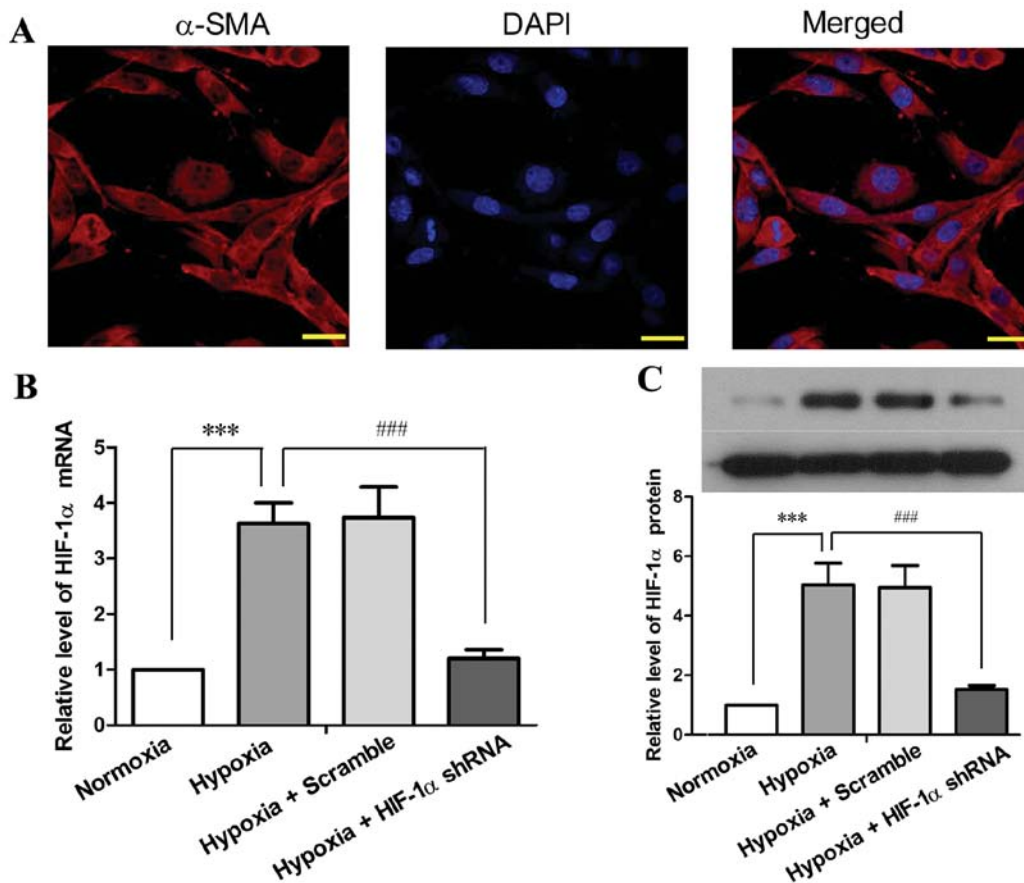 A
α-SMA
DAPI
Merged
B
Relative level of HIF-1α mRNA
5
4
3
2
1
0
***
###
Normoxia
Hypoxia
Hypoxia + Scramble
Hypoxia + HIF-1α shRNA
C
Relative level of HIF-1α protein
8
6
4
2
0
***
###
Normoxia
Hypoxia
Hypoxia + Scramble
Hypoxia + HIF-1α shRNA